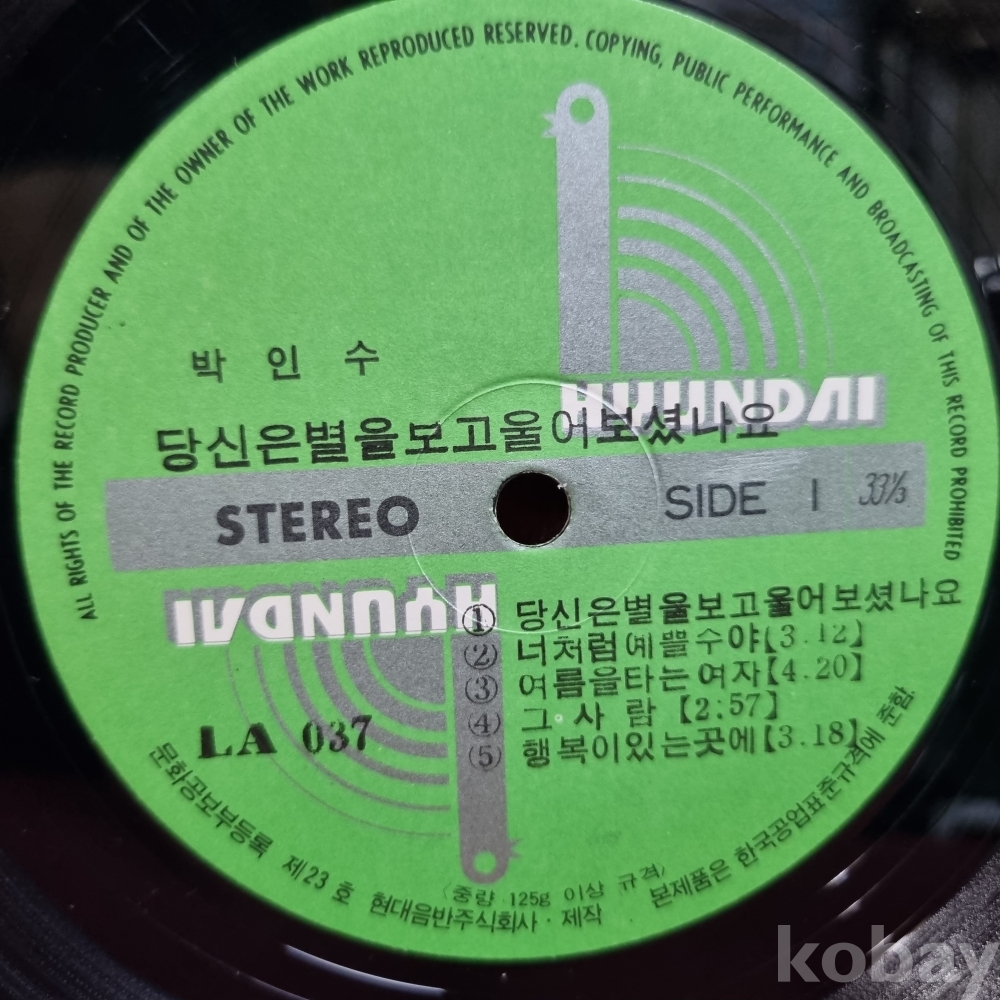 ALL RIGHTS OF THE RECORD PRODUCER AND OF THE OWNER OF THE WORK REPRODUCED RESERVED. COPYING, PUBLIC PERFORMANCE AND BROADCASTING OF THIS RECORD PROHIBITED
박 인 수
HYUNDAI
당신은별을보고울어보셨나요
STEREO
SIDE 1 33⅓
HYUNDAI
① 당신은별을보고울어보셨나요
② 너처럼예쁠수야【3.12】
③ 여름을타는여자【4.20】
④ 그 사 람 【2:57】
⑤ 행복이있는곳에【3.18】
LA 037
〈중량 125g 이상 규격〉
문화공보부등록 제23호 현대음반주식회사·제작 본제품은 한국공업표준규격에 준함
kobay